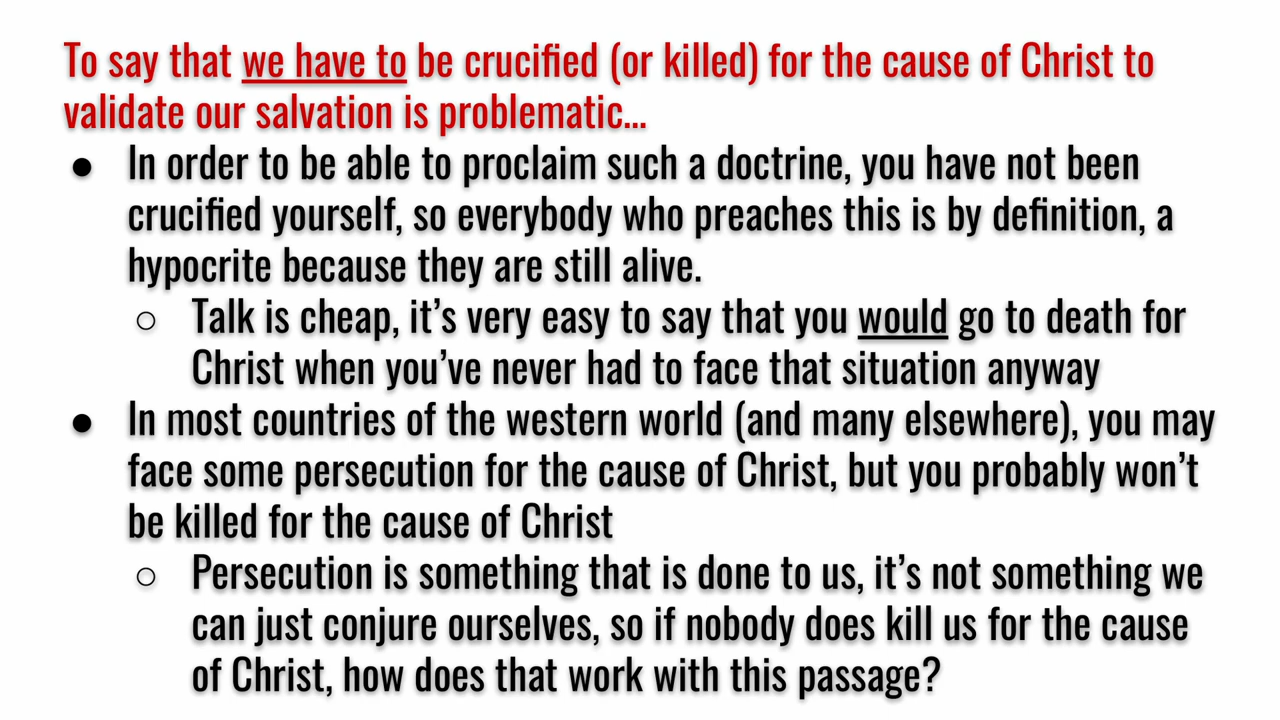 To say that we have to be crucified (or killed) for the cause of Christ to
validate our salvation is problematic...
● In order to be able to proclaim such a doctrine, you have not been
crucified yourself, so everybody who preaches this is by definition, a
hypocrite because they are still alive.
○ Talk is cheap, it’s very easy to say that you would go to death for
Christ when you’ve never had to face that situation anyway
● In most countries of the western world (and many elsewhere), you may
face some persecution for the cause of Christ, but you probably won’t
be killed for the cause of Christ
○ Persecution is something that is done to us, it’s not something we
can just conjure ourselves, so if nobody does kill us for the cause
of Christ, how does that work with this passage?